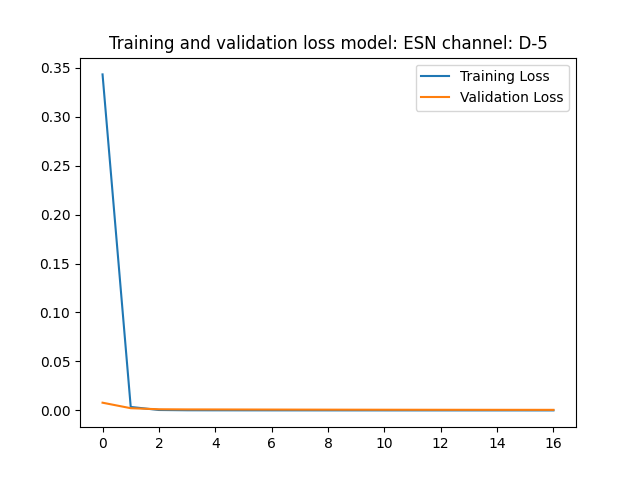 Training and validation loss model: ESN channel: D-5
0.35
0.30
0.25
0.20
0.15
0.10
0.05
0.00
Training Loss
Validation Loss
0 2 4 6 8 10 12 14 16